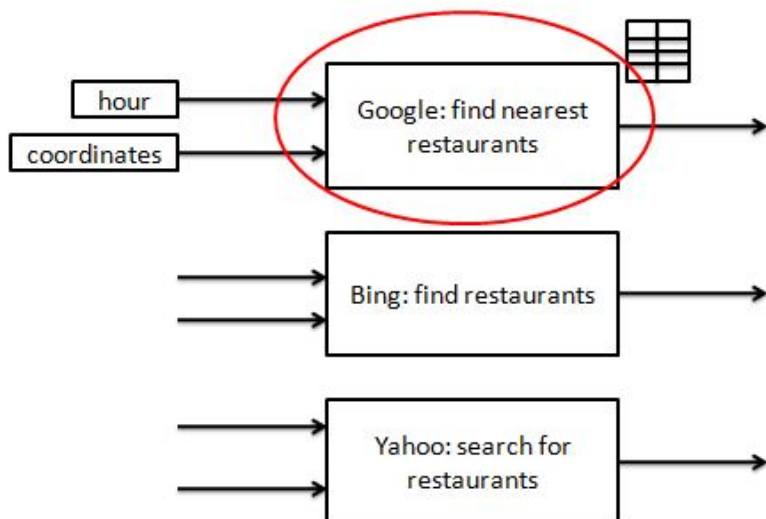 hour
Google: find nearest
restaurants
coordinates
Bing: find restaurants
Yahoo: search for
restaurants